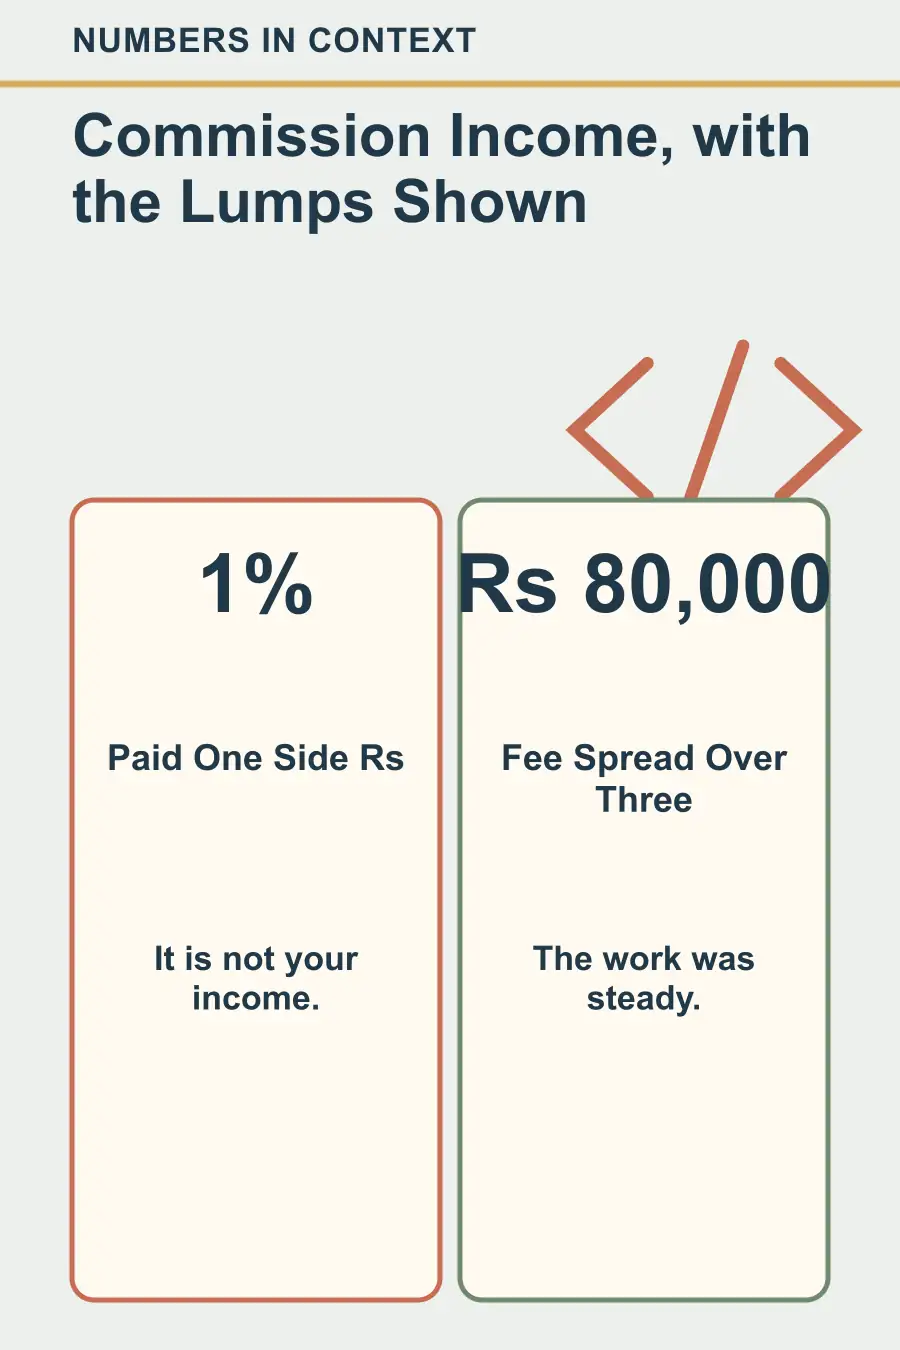 NUMBERS IN CONTEXT
Commission Income, with
the Lumps Shown
1%
Paid One Side Rs
It is not your
income.
Rs 80,000
Fee Spread Over
Three
The work was
steady.